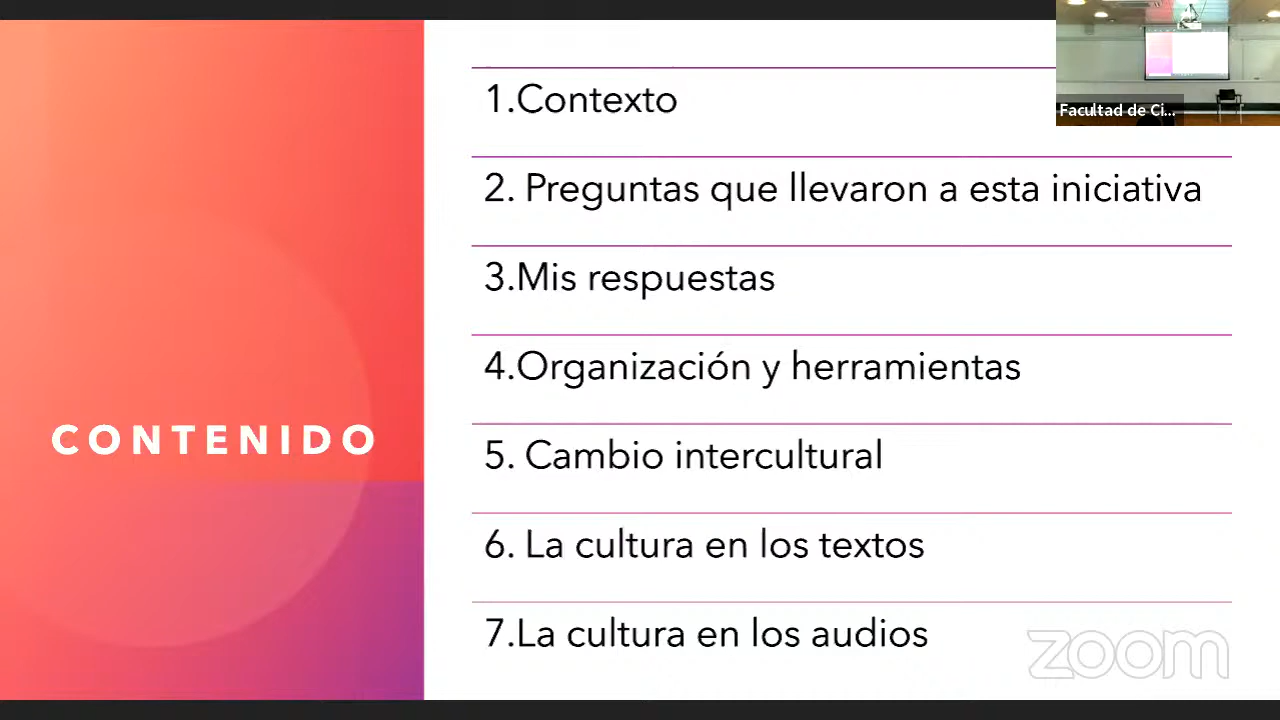 1.Contexto
Facultad de Ci...
2. Preguntas que llevaron a esta iniciativa
3.Mis respuestas
4.Organización y herramientas
CONTENIDO
5. Cambio intercultural
6. La cultura en los textos
7.La cultura en los audios
zoom